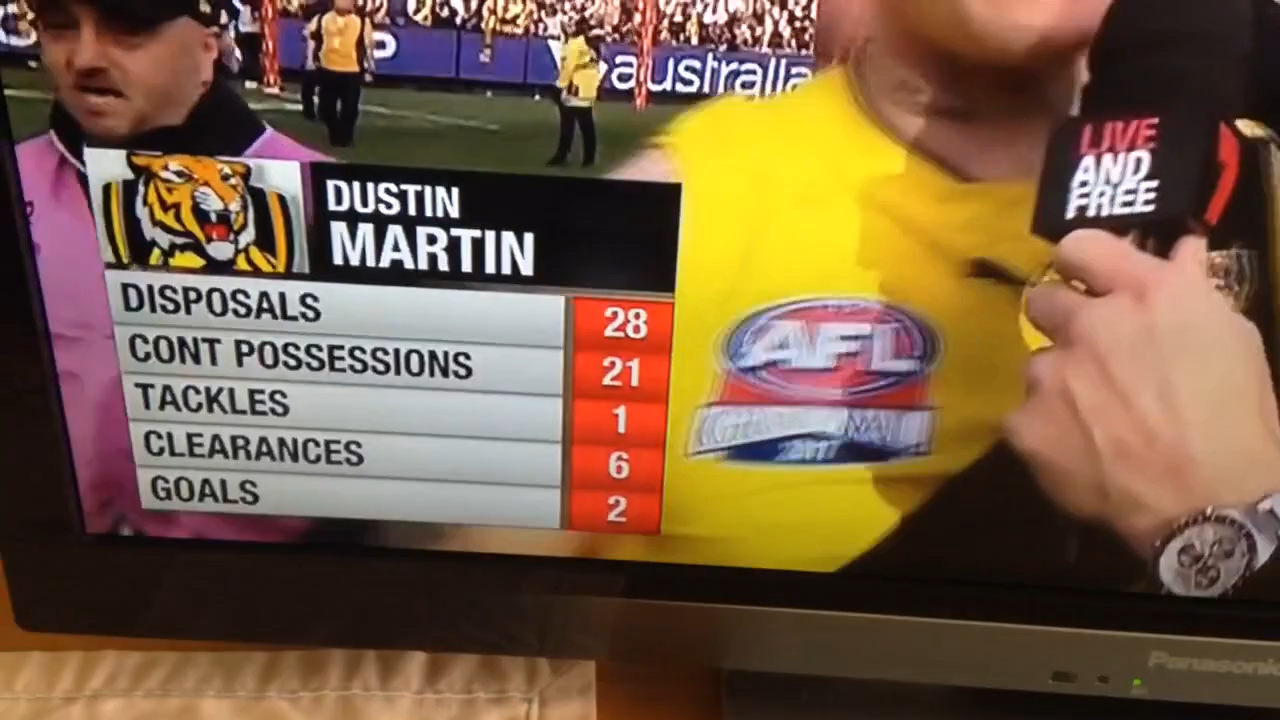 australia
LIVE
AND
FREE
DUSTIN
MARTIN
DISPOSALS 28
CONT POSSESSIONS 21
TACKLES 1
CLEARANCES 6
GOALS 2
AFL
Panasonic